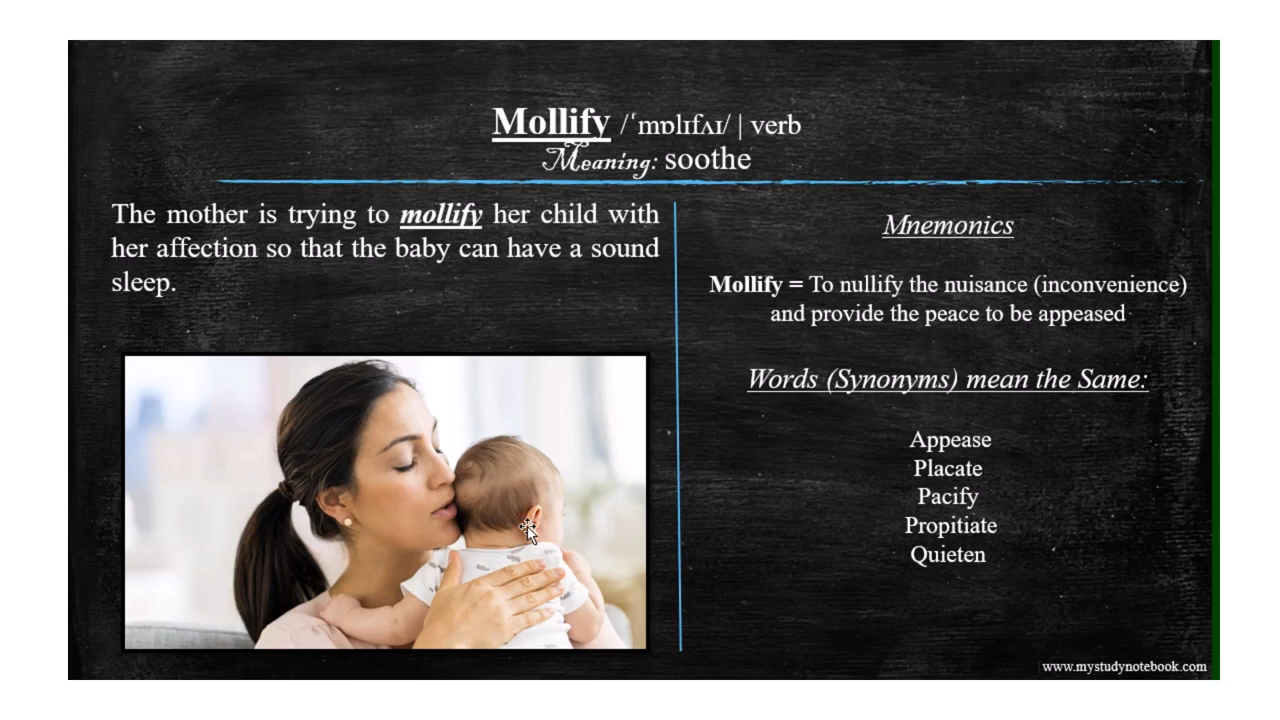 Mollify /ˈmɒlɪfʌɪ/ | verb
Meaning: soothe
The mother is trying to mollify her child with
her affection so that the baby can have a sound
sleep.
Mnemonics
Mollify = To nullify the nuisance (inconvenience)
and provide the peace to be appeased
Words (Synonyms) mean the Same:
Appease
Placate
Pacify
Propitiate
Quieten
www.mystudynotebook.com